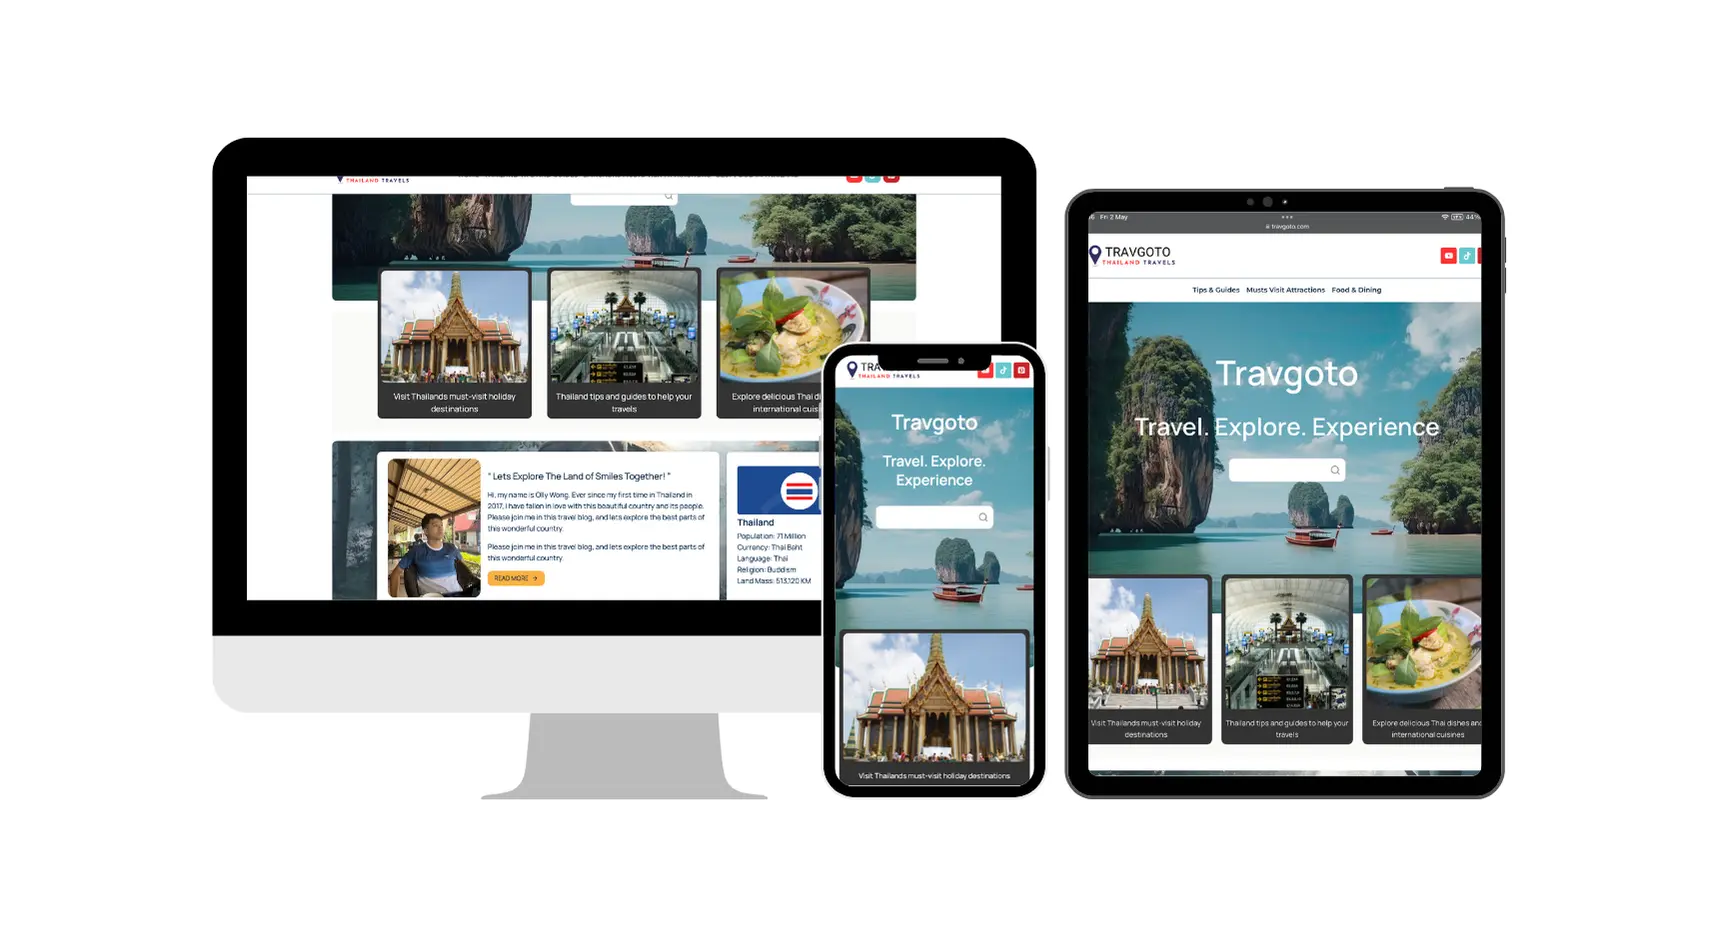 THAILAND TRAVELS
Visit Thailands must-visit holiday
destinations
Thailand tips and guides to help your
travels
Explore delicious Thai di
international cuis
" Lets Explore The Land of Smiles Together! "
Hi, my name is Olly Wong. Ever since my first time in Thailand in
2017, I have fallen in love with this beautiful country and its people.
Please join me in this travel blog, and lets explore the best parts of
this wonderful country.
Please join me in this travel blog, and lets explore the best parts of
this wonderful country.
READ MORE →
Thailand
Population: 71 Million
Currency: Thai Baht
Language: Thai
Religion: Buddism
Land Mass: 513,120 KM
TRA
THAILAND TRAVELS
Travgoto
Travel. Explore.
Experience
Visit Thailands must-visit holiday destinations
Fri 2 May
44%
travgoto.com
TRAVGOTO
THAILAND TRAVELS
Tips & Guides Musts Visit Attractions Food & Dining
Travgoto
Travel. Explore. Experience
Visit Thailands must-visit holiday
destinations
Thailand tips and guides to help your
travels
Explore delicious Thai dishes and
international cuisines